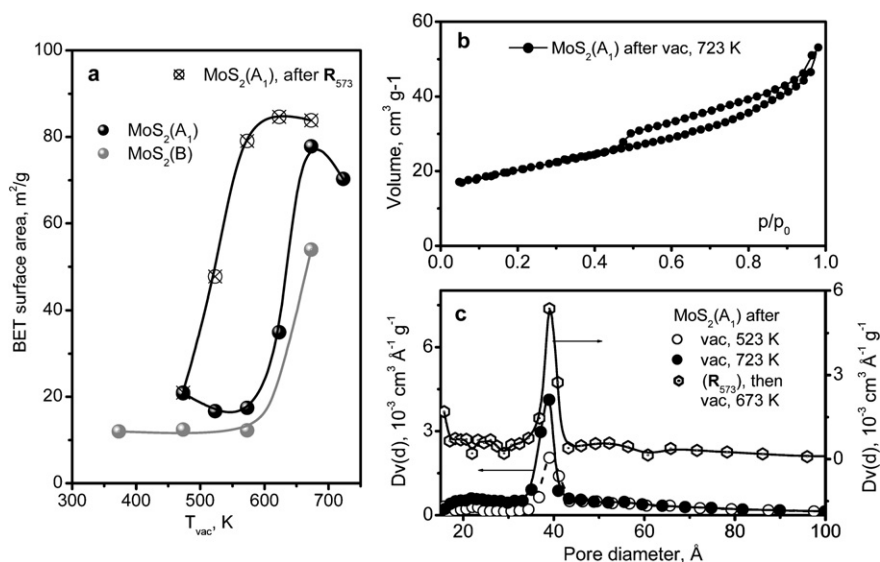 a
MoS2(A1), after R573
MoS2(A1)
MoS2(B)
100
80
60
40
20
0
BET surface area, m2/g
300 400 500 600 700
Tvac, K
b
MoS2(A1) after vac, 723 K
60
40
20
0
Volume, cm3 g-1
p/p0
0.0 0.2 0.4 0.6 0.8 1.0
c
MoS2(A1) after
vac, 523 K
vac, 723 K
(R573), then
vac, 673 K
7
5
2
0
Dv(d), 10-3 cm3 Å-1 g-1
6
3
0
Dv(d), 10-3 cm3 Å-1 g-1
20 40 60 80 100
Pore diameter, Å